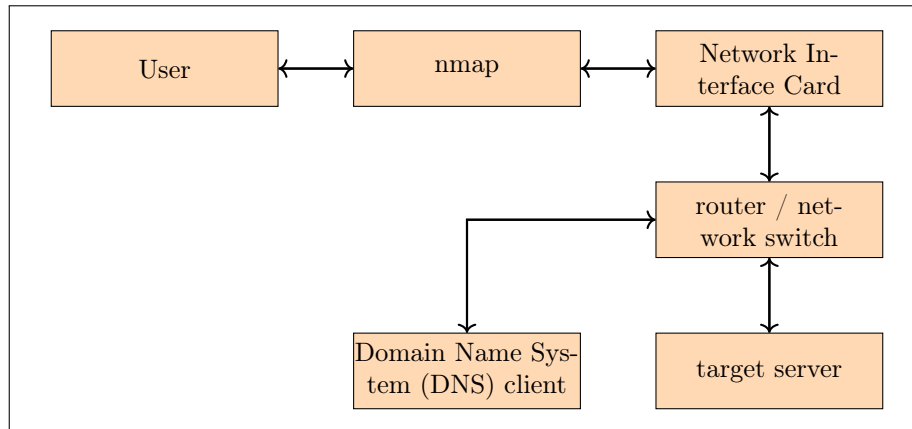 User
nmap
Network In-
terface Card
router / net-
work switch
Domain Name Sys-
tem (DNS) client
target server